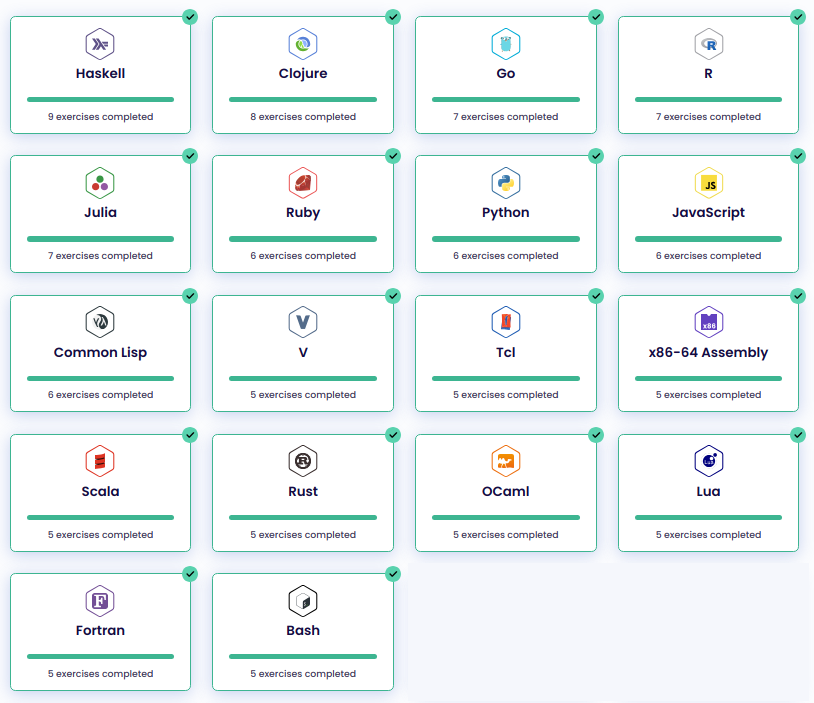 Haskell
9 exercises completed
Clojure
8 exercises completed
Go
7 exercises completed
R
R
7 exercises completed
Julia
7 exercises completed
Ruby
6 exercises completed
Python
6 exercises completed
JS
JavaScript
6 exercises completed
Common Lisp
6 exercises completed
V
V
5 exercises completed
Tcl
5 exercises completed
x86
x86-64 Assembly
5 exercises completed
Scala
5 exercises completed
R
Rust
5 exercises completed
OCaml
5 exercises completed
Lua
Lua
5 exercises completed
F
Fortran
5 exercises completed
Bash
5 exercises completed